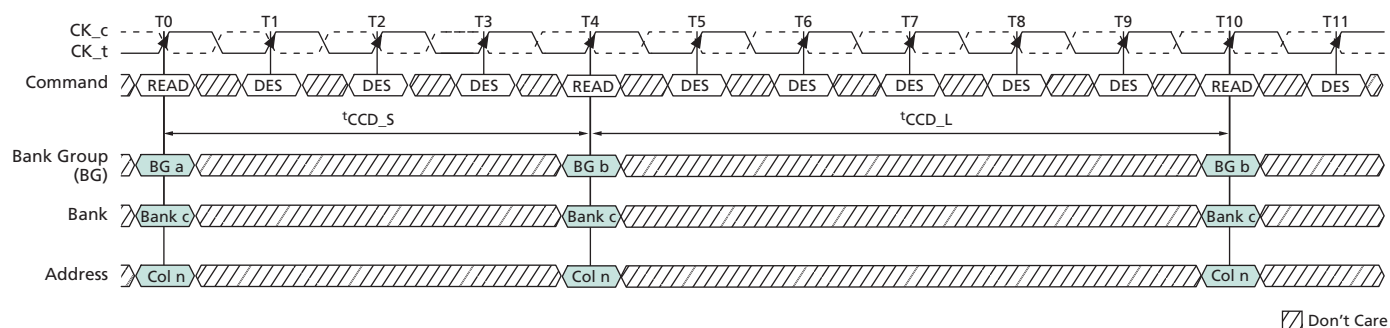 T0 T1 T2 T3 T4 T5 T6 T7 T8 T9 T10 T11
CK_c
CK_t
Command READ DES DES DES READ DES DES DES DES DES READ DES
tCCD_S tCCD_L
Bank Group
(BG) BG a BG b BG b
Bank Bank c Bank c Bank c
Address Col n Col n Col n
Don't Care